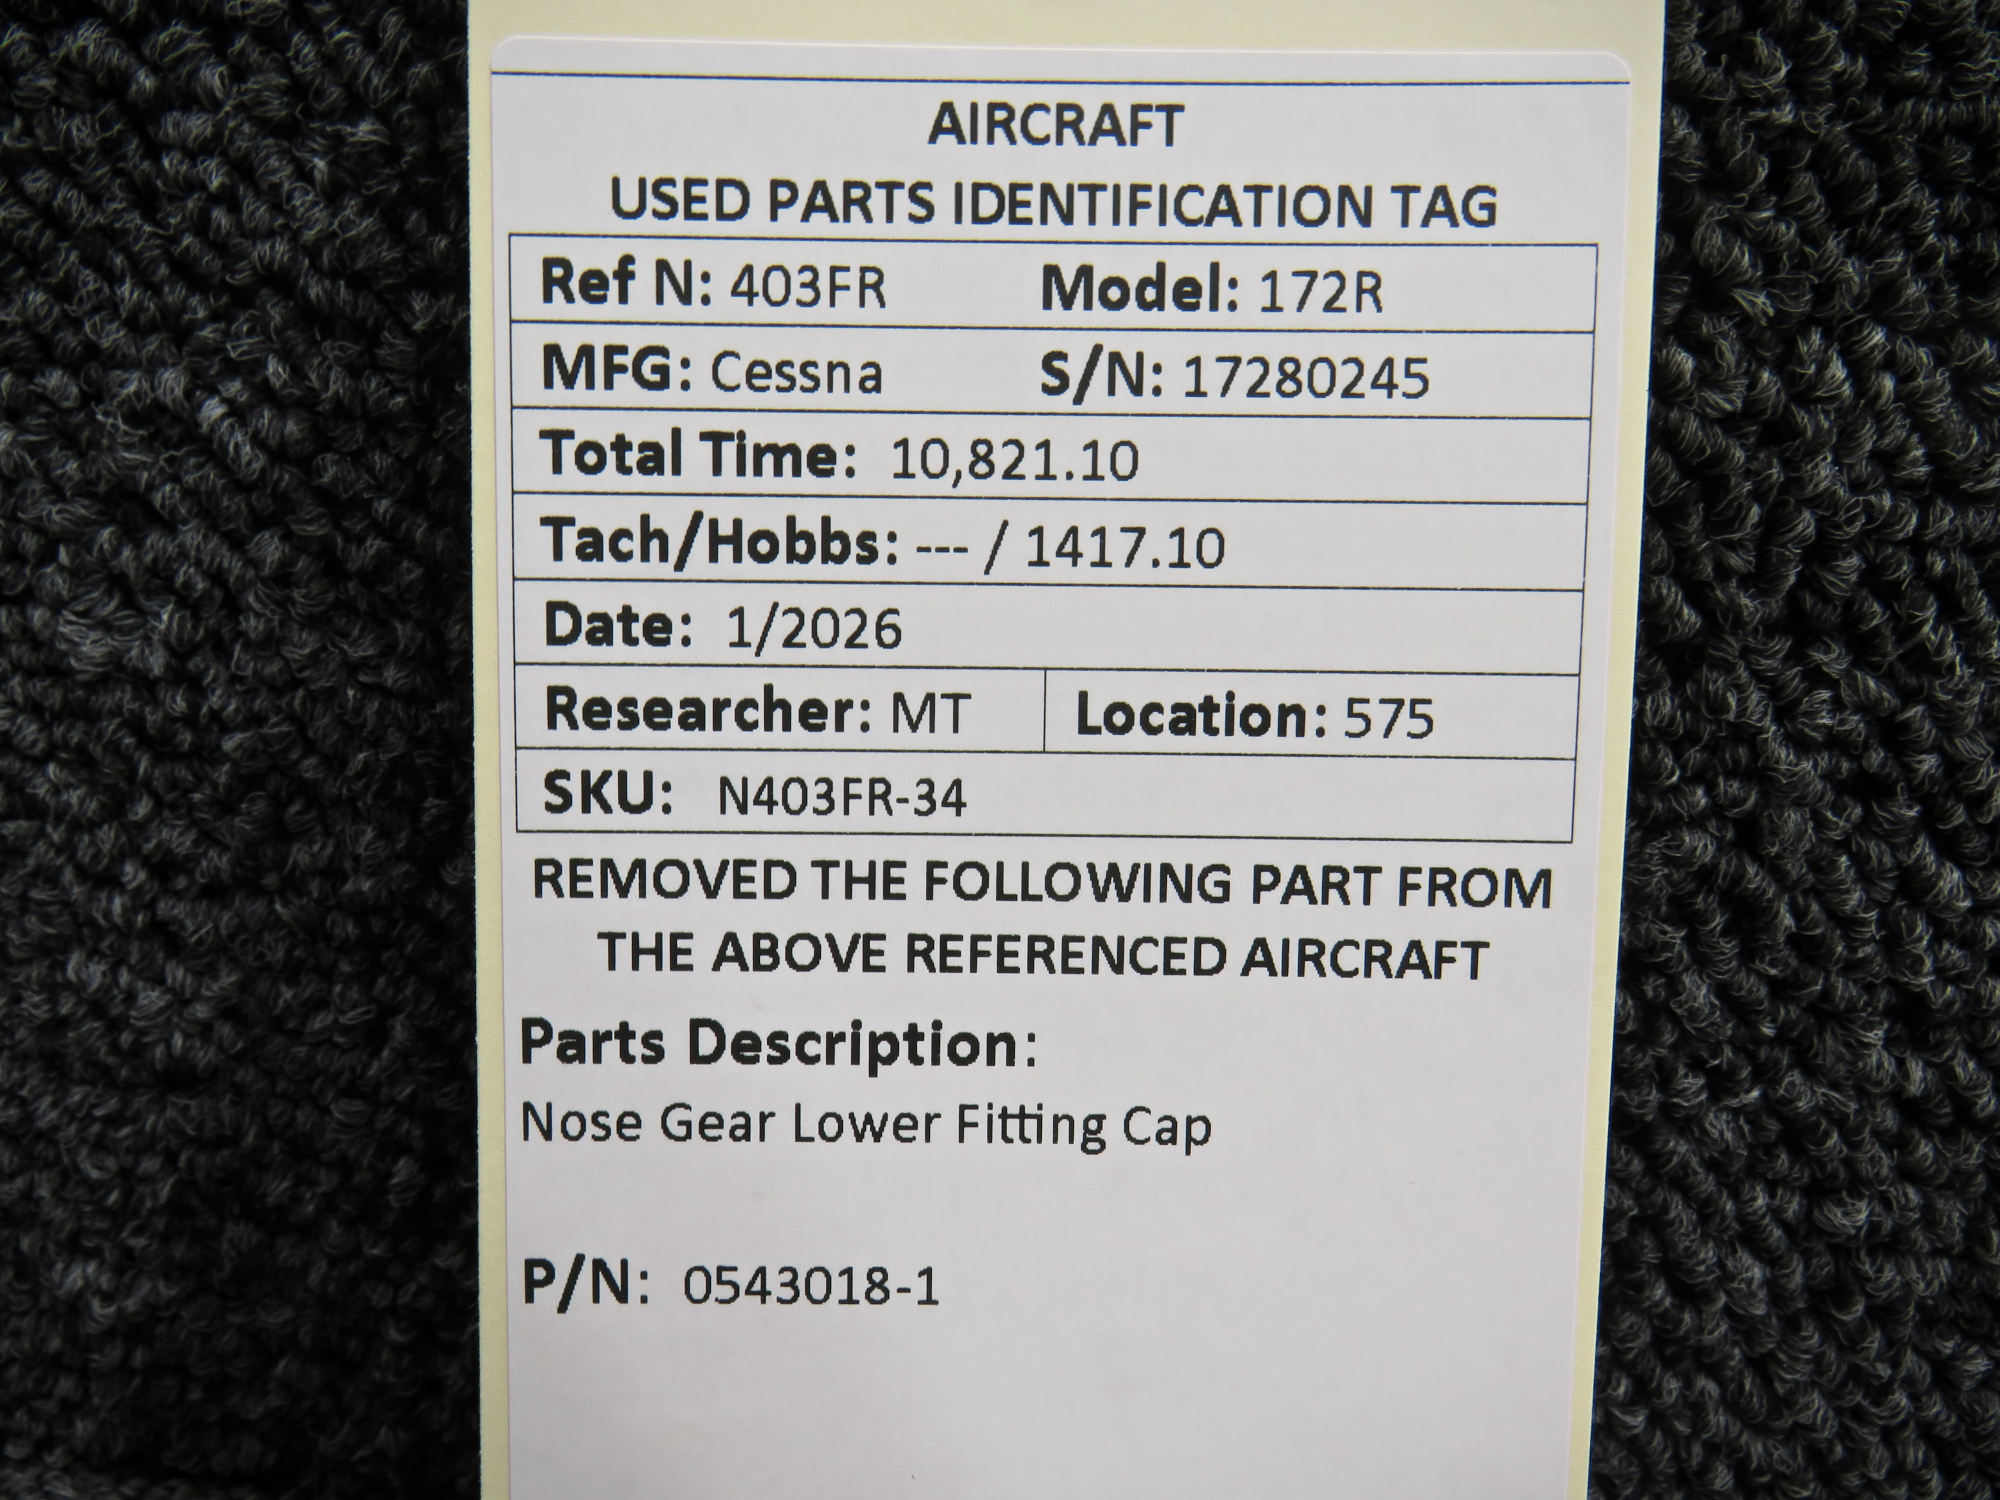 AIRCRAFT
USED PARTS IDENTIFICATION TAG
Ref N: 403FR Model: 172R
MFG: Cessna S/N: 17280245
Total Time: 10,821.10
Tach/Hobbs: --- / 1417.10
Date: 1/2026
Researcher: MT Location: 575
SKU: N403FR-34
REMOVED THE FOLLOWING PART FROM
THE ABOVE REFERENCED AIRCRAFT
Parts Description:
Nose Gear Lower Fitting Cap
P/N: 0543018-1